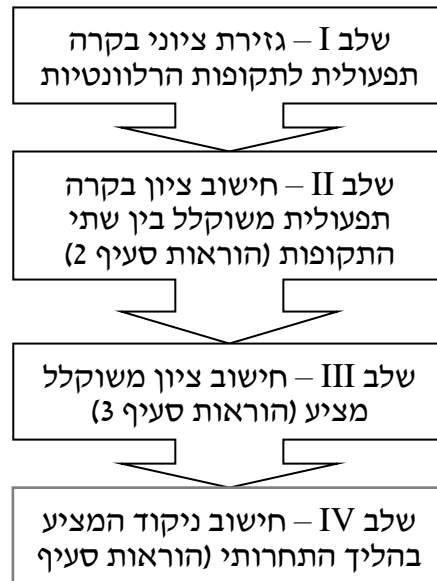 שלב I – גזירת ציוני בקרה
תפעולית לתקופות הרלוונטיות
שלב II – חישוב ציון בקרה
תפעולית משוקלל בין שתי
התקופות (הוראות סעיף 2)
שלב III – חישוב ציון משוקלל
מציע (הוראות סעיף 3)
שלב IV – חישוב ניקוד המציע
בהליך התחרותי (הוראות סעיף